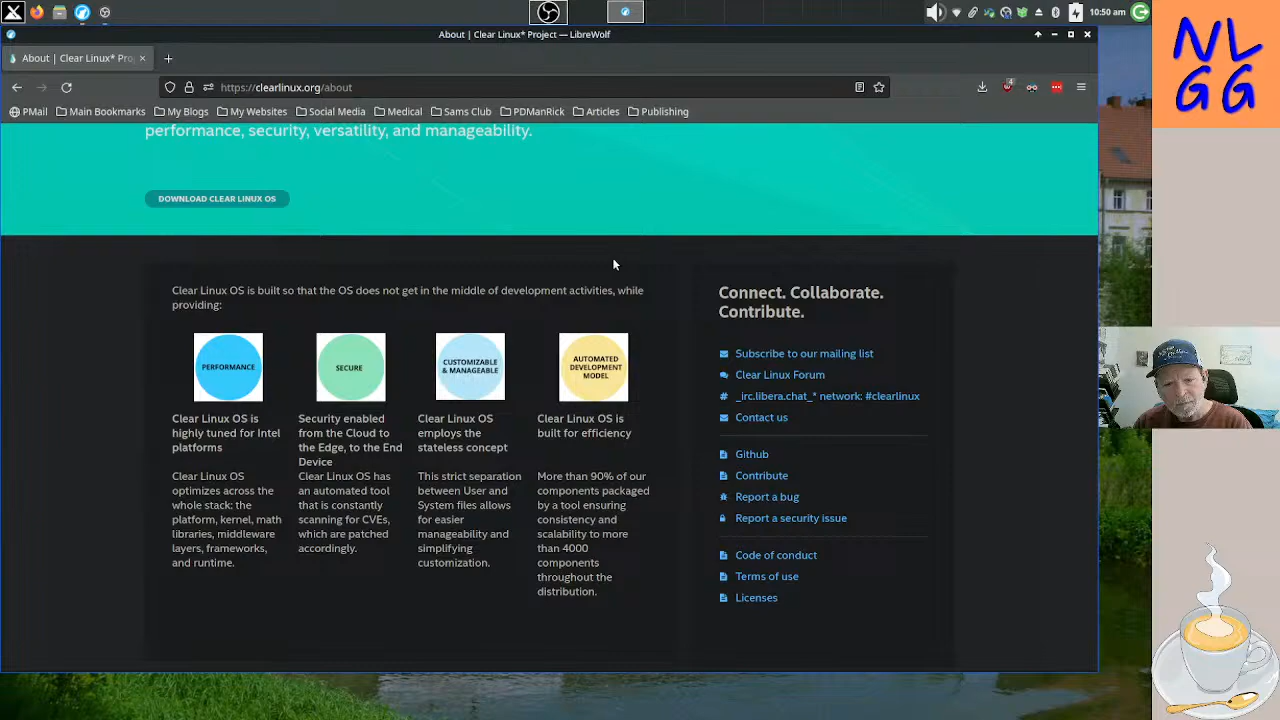 10:50 am
NL
GG
About | Clear Linux* Project — LibreWolf
About | Clear Linux* Pro
https://clearlinux.org/about
4
PMail
Main Bookmarks
My Blogs
My Websites
Social Media
Medical
Sams Club
PDManRick
Articles
Publishing
performance, security, versatility, and manageability.
DOWNLOAD CLEAR LINUX OS
Clear Linux OS is built so that the OS does not get in the middle of development activities, while
providing:
PERFORMANCE
Clear Linux OS is
highly tuned for Intel
platforms
Clear Linux OS
optimizes across the
whole stack: the
platform, kernel, math
libraries, middleware
layers, frameworks,
and runtime.
SECURE
Security enabled
from the Cloud to
the Edge, to the End
Device
Clear Linux OS has
an automated tool
that is constantly
scanning for CVEs,
which are patched
accordingly.
CUSTOMIZABLE
& MANAGEABLE
Clear Linux OS
employs the
stateless concept
This strict separation
between User and
System files allows
for easier
manageability and
simplifying
customization.
AUTOMATED
DEVELOPMENT
MODEL
Clear Linux OS is
built for efficiency
More than 90% of our
components packaged
by a tool ensuring
consistency and
scalability to more
than 4000
components
throughout the
distribution.
Connect. Collaborate.
Contribute.
Subscribe to our mailing list
Clear Linux Forum
# _irc.libera.chat_* network: #clearlinux
Contact us
Github
Contribute
Report a bug
Report a security issue
Code of conduct
Terms of use
Licenses